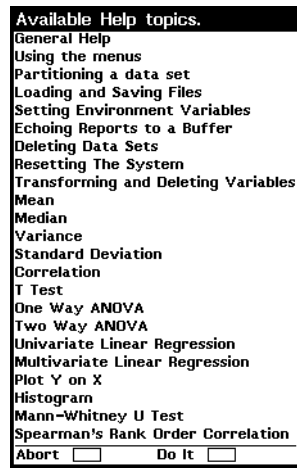 Available Help topics.
General Help
Using the menus
Partitioning a data set
Loading and Saving Files
Setting Environment Variables
Echoing Reports to a Buffer
Deleting Data Sets
Resetting The System
Transforming and Deleting Variables
Mean
Median
Variance
Standard Deviation
Correlation
T Test
One Way ANOVA
Two Way ANOVA
Univariate Linear Regression
Multivariate Linear Regression
Plot Y on X
Histogram
Mann-Whitney U Test
Spearman's Rank Order Correlation
Abort Do It